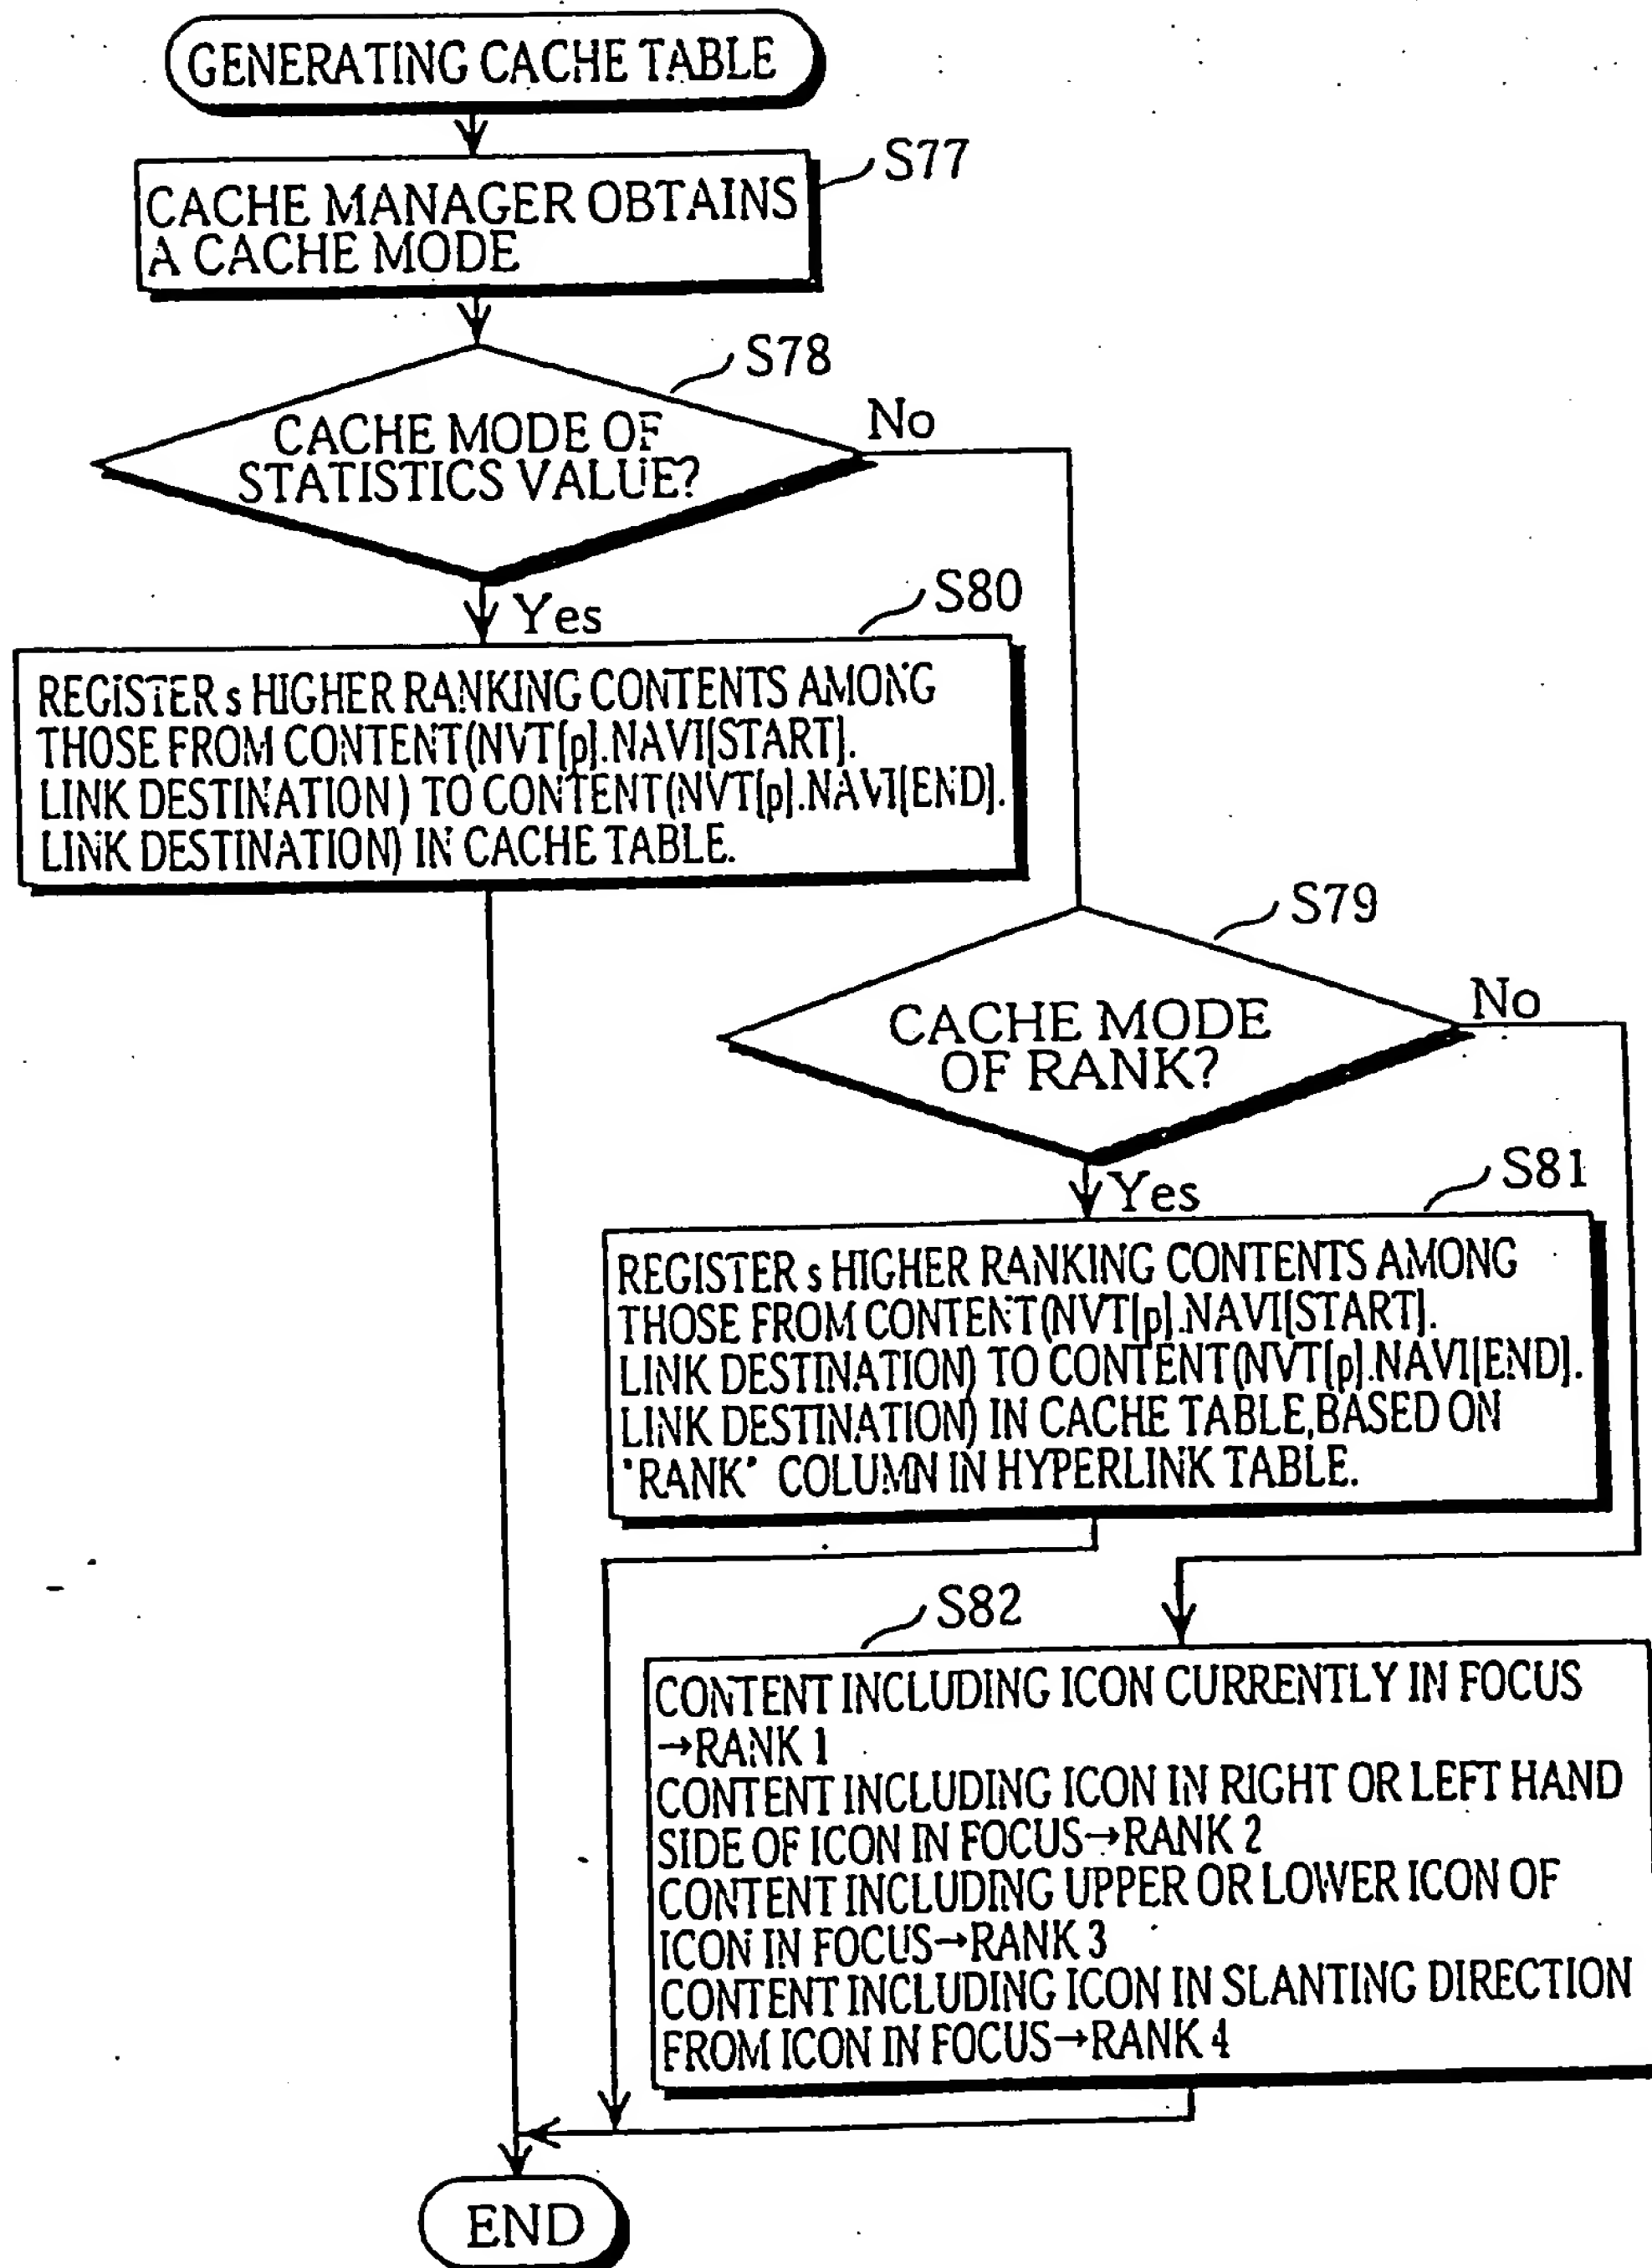 GENERATING CACHE TABLE
S77
CACHE MANAGER OBTAINS
A CACHE MODE
S78
CACHE MODE OF
STATISTICS VALUE?
No
Yes
S80
REGISTER s HIGHER RANKING CONTENTS AMONG
THOSE FROM CONTENT(NVT[p].NAVI[START].
LINK DESTINATION) TO CONTENT(NVT[p].NAVI[END].
LINK DESTINATION) IN CACHE TABLE.
S79
CACHE MODE
OF RANK?
No
Yes
S81
REGISTER s HIGHER RANKING CONTENTS AMONG
THOSE FROM CONTENT(NVT[p].NAVI[START].
LINK DESTINATION) TO CONTENT(NVT[p].NAVI[END].
LINK DESTINATION) IN CACHE TABLE,BASED ON
"RANK" COLUMN IN HYPERLINK TABLE.
S82
CONTENT INCLUDING ICON CURRENTLY IN FOCUS
→RANK 1
CONTENT INCLUDING ICON IN RIGHT OR LEFT HAND
SIDE OF ICON IN FOCUS→RANK 2
CONTENT INCLUDING UPPER OR LOWER ICON OF
ICON IN FOCUS→RANK 3
CONTENT INCLUDING ICON IN SLANTING DIRECTION
FROM ICON IN FOCUS→RANK 4
END